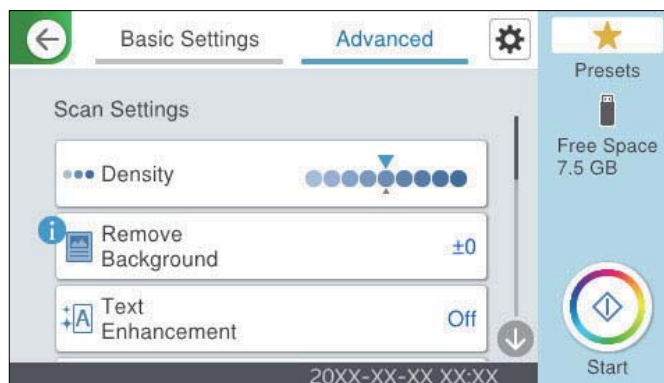 Basic Settings
Advanced
Presets
Free Space
7.5 GB
Scan Settings
Density
Remove
Background
±0
Text
Enhancement
Off
Start
20XX-XX-XX XX:XX